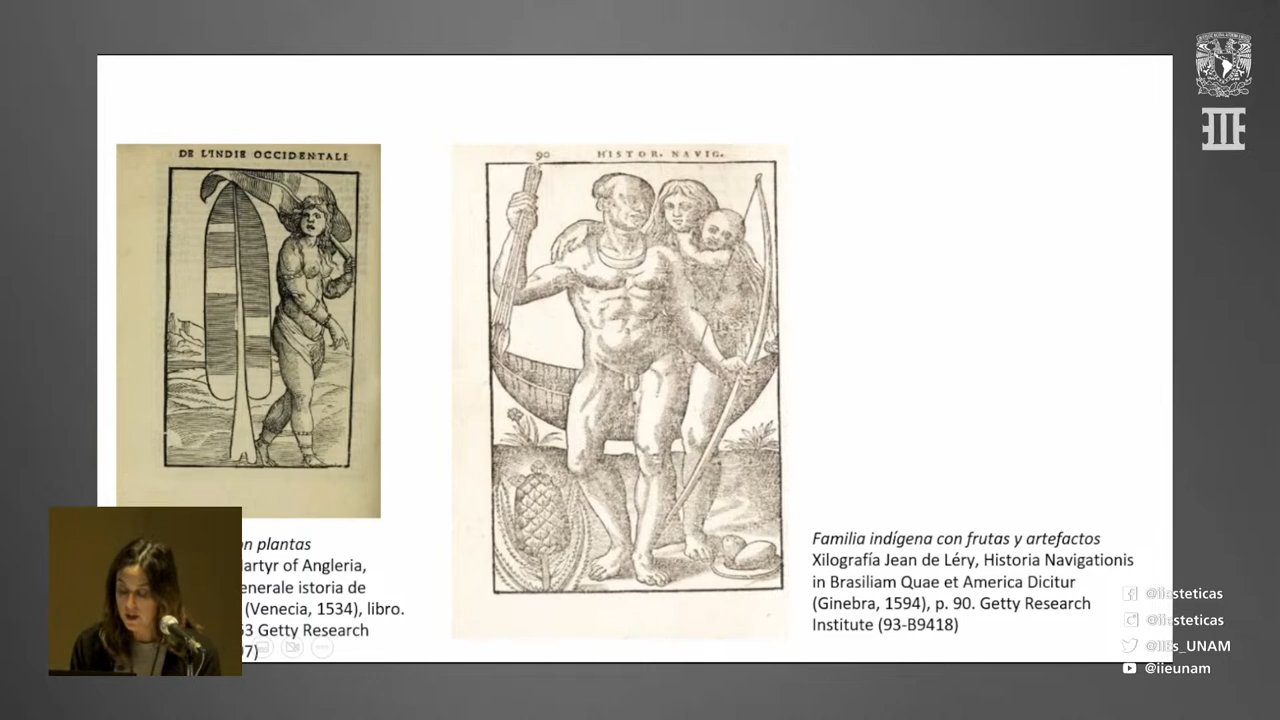 DE L'INDIE OCCIDENTALI
90 HISTOR. NAVIG.
on plantas
artyr of Angleria,
enerale istoria de
(Venecia, 1534), libro.
3 Getty Research
7)
Familia indígena con frutas y artefactos
Xilografía Jean de Léry, Historia Navigationis
in Brasiliam Quae et America Dicitur
(Ginebra, 1594), p. 90. Getty Research
Institute (93-B9418)
@iiesteticas
@iiesteticas
@IIEs_UNAM
@iieunam